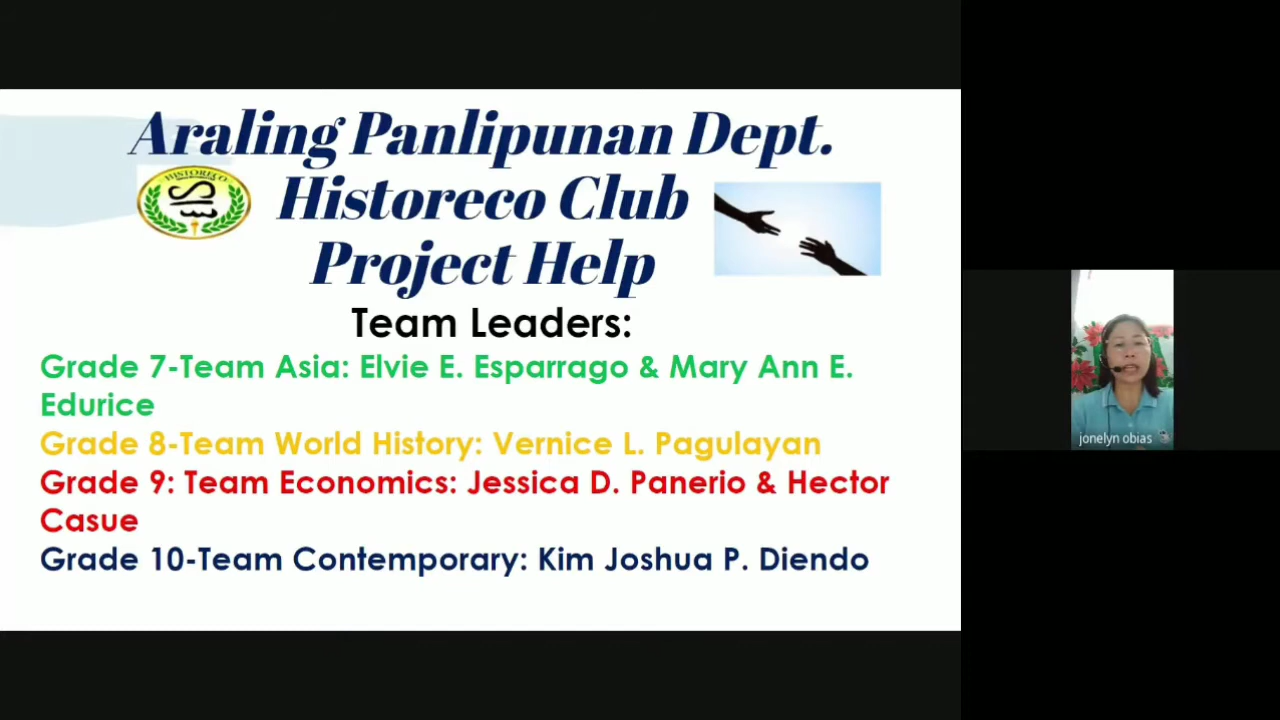 Araling Panlipunan Dept.
HISTORECO
Historeco Club
Project Help
Team Leaders:
Grade 7-Team Asia: Elvie E. Esparrago & Mary Ann E.
Edurice
Grade 8-Team World History: Vernice L. Pagulayan
Grade 9: Team Economics: Jessica D. Panerio & Hector
Casue
Grade 10-Team Contemporary: Kim Joshua P. Diendo
jonelyn obias